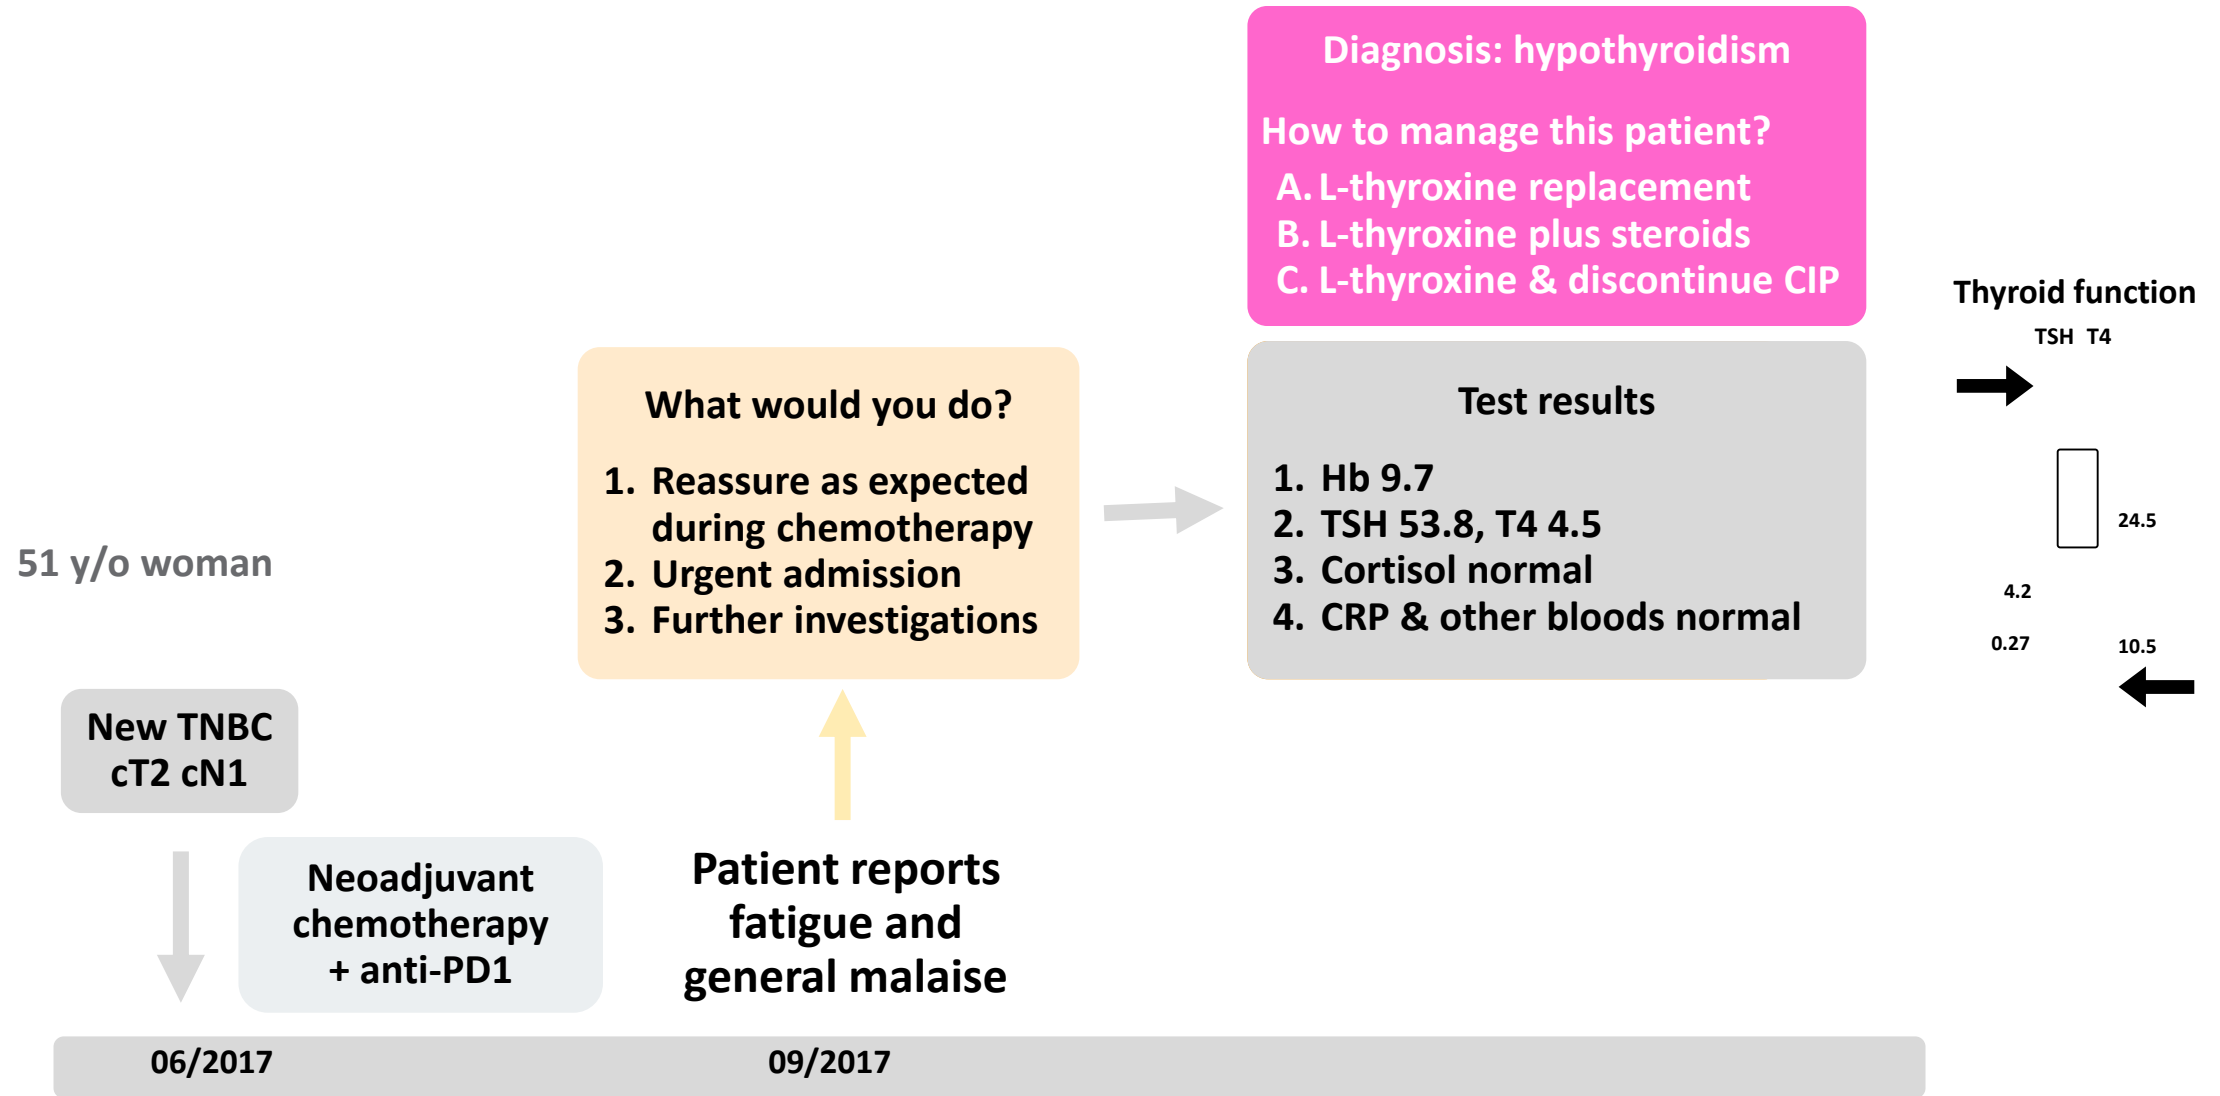 51 y/o woman
New TNBC
cT2 cN1
Neoadjuvant
chemotherapy
+ anti-PD1
06/2017
Patient reports
fatigue and
general malaise
09/2017
What would you do?
1. Reassure as expected
during chemotherapy
2. Urgent admission
3. Further investigations
Test results
1. Hb 9.7
2. TSH 53.8, T4 4.5
3. Cortisol normal
4. CRP & other bloods normal
Diagnosis: hypothyroidism
How to manage this patient?
A. L-thyroxine replacement
B. L-thyroxine plus steroids
C. L-thyroxine & discontinue CIP
Thyroid function
TSH T4
24.5
4.2
0.27
10.5